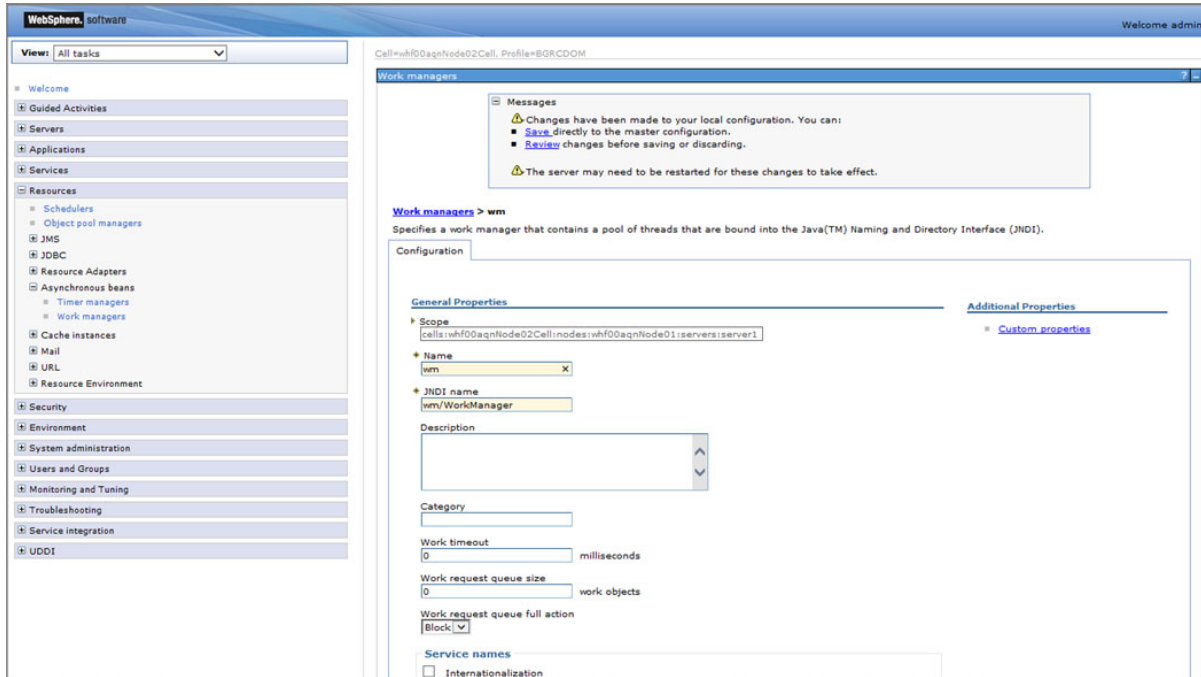 WebSphere. software
Welcome admin
View: All tasks
Welcome
Guided Activities
Servers
Applications
Services
Resources
Schedulers
Object pool managers
JMS
JDBC
Resource Adapters
Asynchronous beans
Timer managers
Work managers
Cache instances
Mail
URL
Resource Environment
Security
Environment
System administration
Users and Groups
Monitoring and Tuning
Troubleshooting
Service integration
UDDI
Cell=whf00aqnNode02Cell, Profile=BGRCDOM
Work managers
Messages
Changes have been made to your local configuration. You can:
Save directly to the master configuration.
Review changes before saving or discarding.
The server may need to be restarted for these changes to take effect.
Work managers > wm
Specifies a work manager that contains a pool of threads that are bound into the Java(TM) Naming and Directory Interface (JNDI).
Configuration
General Properties
Scope
cells:whf00aqnNode02Cell:nodes:whf00aqnNode01:servers:server1
Name
wm
JNDI name
wm/WorkManager
Description
Category
Work timeout
0 milliseconds
Work request queue size
0 work objects
Work request queue full action
Block
Service names
Internationalization
Additional Properties
Custom properties